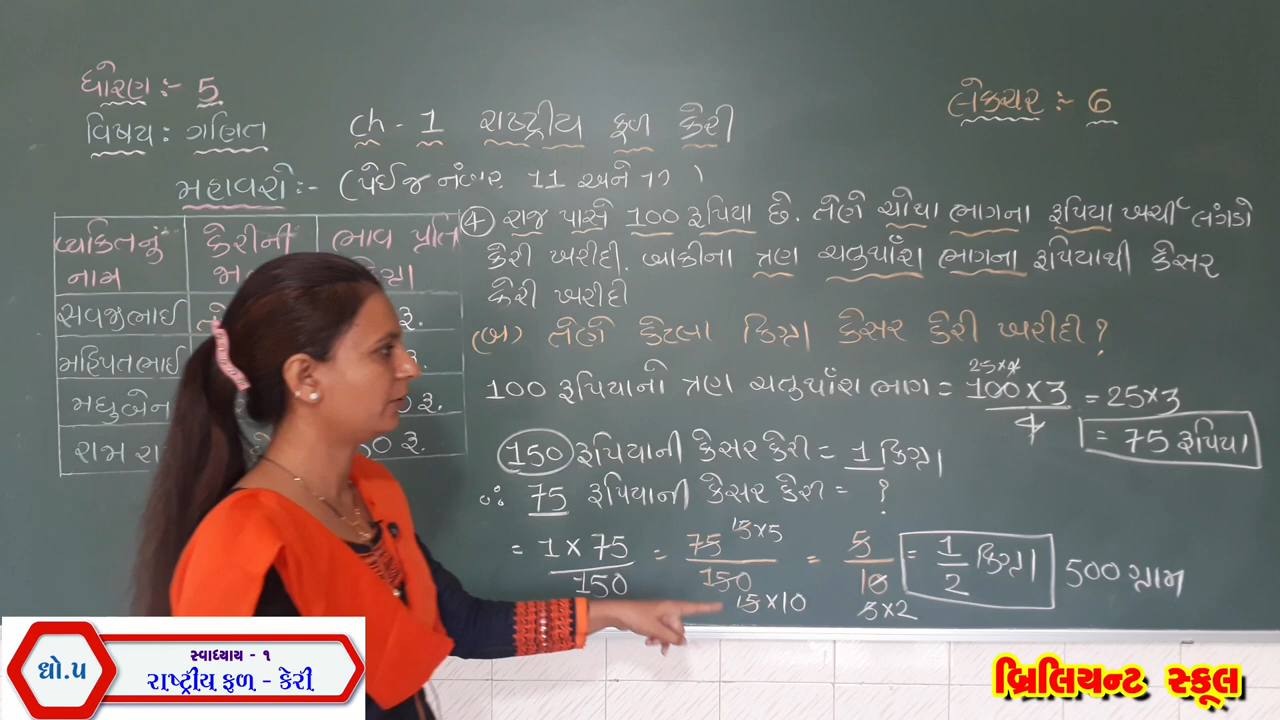 ધોરણ :- 5
લેક્ચર :- 6
વિષય : ગણિત
ch - 1 રાષ્ટ્રીય ફળ કેરી
મહાવરો :- (પેઈજ નંબર 11 અને
વ્યક્તિનું નામ કેરીની ભાવ પ્રતિ
સવજીભાઈ રૂ.
મહિપતભાઈ રૂ.
મધુબેન રૂ.
રામ 50 રૂ.
④ રાજ પાસે 100 રૂપિયા છે. તેણે ચોથા ભાગના રૂપિયા ખર્ચી લંગડો
કેરી ખરીદી. બાકીના ત્રણ ચતુર્થાંશ ભાગના રૂપિયાથી કેસર
કેરી ખરીદી
(બ) તેણે કેટલા કિગ્રા કેસર કેરી ખરીદી ?
25×4
100 રૂપિયાનો ત્રણ ચતુર્થાંશ ભાગ = 100 × 3 / 4 = 25×3
= 75 રૂપિયા
150 રૂપિયાની કેસર કેરી = 1 કિગ્રા
∴ 75 રૂપિયાની કેસર કેરી = ?
= 1 × 75 / 150 = 75 / 150 = 5 / 10 = 1 / 2 કિગ્રા 500 ગ્રામ
15×5
15×10 5×2
ધો.૫
સ્વાધ્યાય - ૧
રાષ્ટ્રીય ફળ - કેરી
બ્રિલિયન્ટ સ્કૂલ